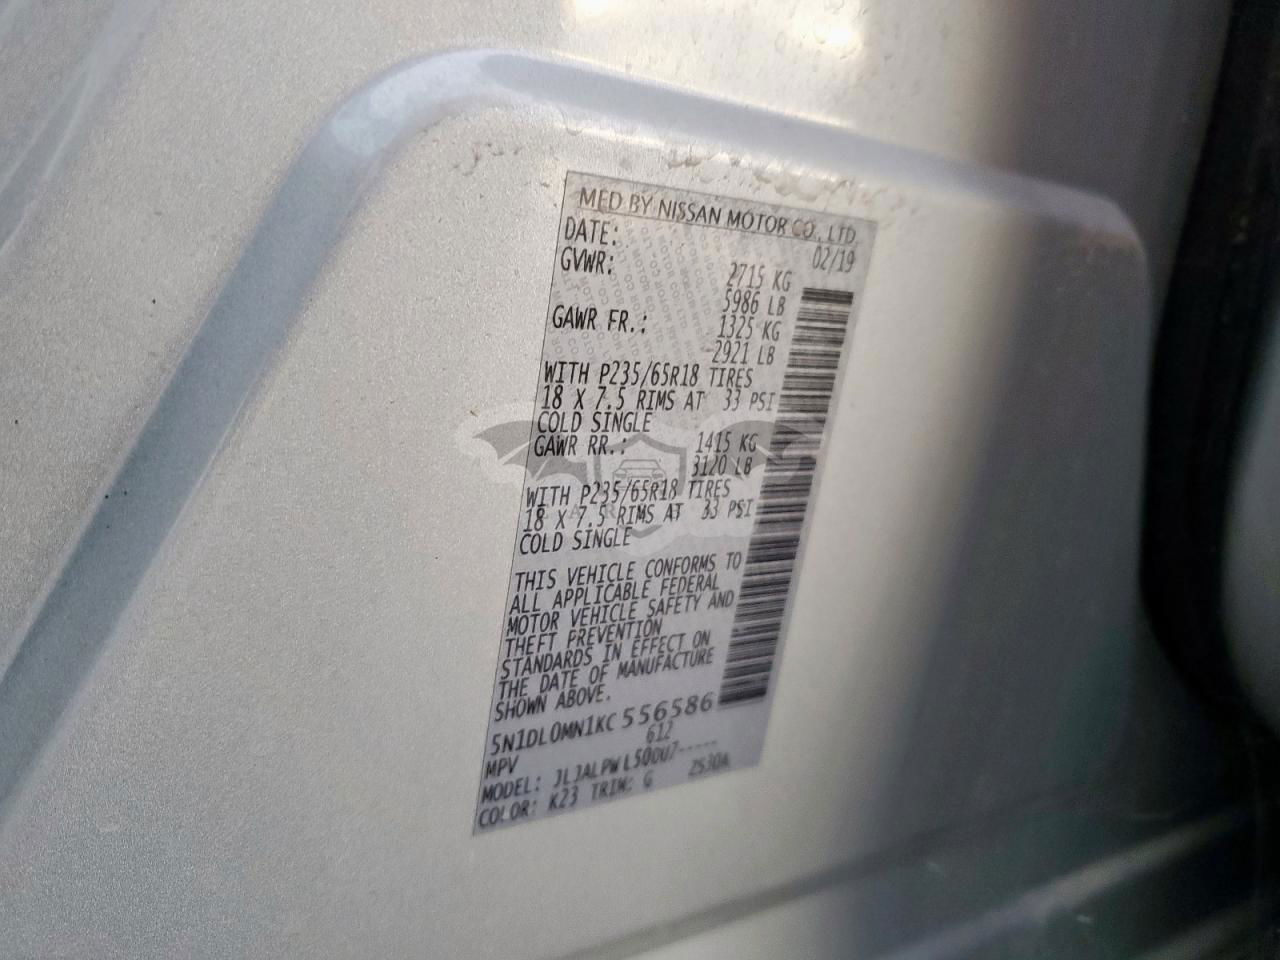 MFD BY NISSAN MOTOR CO., LTD.
DATE: 02/19
GVWR: 2715 KG
5986 LB
GAWR FR.: 1325 KG
2921 LB
WITH P235/65R18 TIRES
18 X 7.5 RIMS AT 33 PSI
COLD SINGLE
GAWR RR.: 1415 KG
3120 LB
WITH P235/65R18 TIRES
18 X 7.5 RIMS AT 33 PSI
COLD SINGLE
THIS VEHICLE CONFORMS TO
ALL APPLICABLE FEDERAL
MOTOR VEHICLE SAFETY AND
THEFT PREVENTION
STANDARDS IN EFFECT ON
THE DATE OF MANUFACTURE
SHOWN ABOVE.
5N1DL0MN1KC556586
MPV 612
MODEL: JLJALPWL50UU7-----
COLOR: K23 TRIM: G